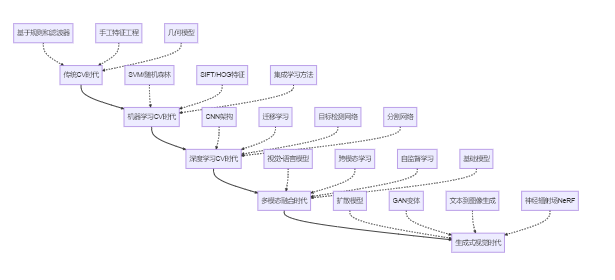 基于规则和滤波器
手工特征工程
几何模型
传统CV时代
SVM/随机森林
SIFT/HOG特征
集成学习方法
机器学习CV时代
CNN架构
迁移学习
目标检测网络
分割网络
深度学习CV时代
视觉-语言模型
跨模态学习
自监督学习
基础模型
多模态融合时代
扩散模型
GAN变体
文本到图像生成
神经辐射场NeRF
生成式视觉时代